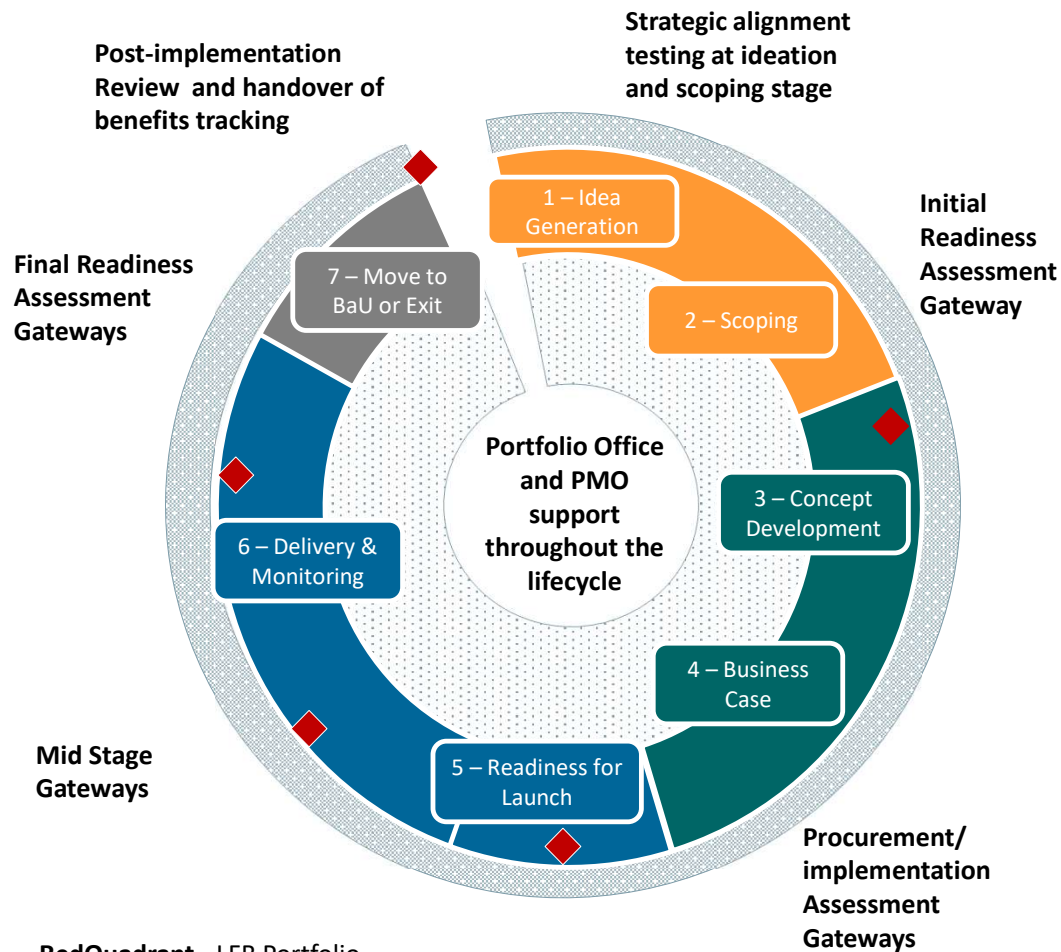 Strategic alignment
testing at ideation
and scoping stage
Post-implementation
Review and handover of
benefits tracking
1 – Idea
Generation
Initial
Readiness
Assessment
Gateway
Final Readiness
Assessment
Gateways
7 – Move to
BaU or Exit
2 – Scoping
Portfolio Office
and PMO
support
throughout the
lifecycle
3 – Concept
Development
6 – Delivery &
Monitoring
4 – Business
Case
Mid Stage
Gateways
5 – Readiness for
Launch
Procurement/
implementation
Assessment
Gateways
RedQuadrant
Portfolio